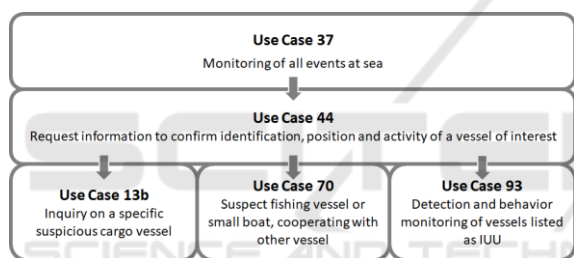 Use Case 37
Monitoring of all events at sea
Use Case 44
Request information to confirm identification, position and activity of a vessel of interest
Use Case 13b
Inquiry on a specific
suspicious cargo vessel
Use Case 70
Suspect fishing vessel or
small boat, cooperating with
other vessel
Use Case 93
Detection and behavior
monitoring of vessels listed
as IUU
SCIENCE AND TECHN